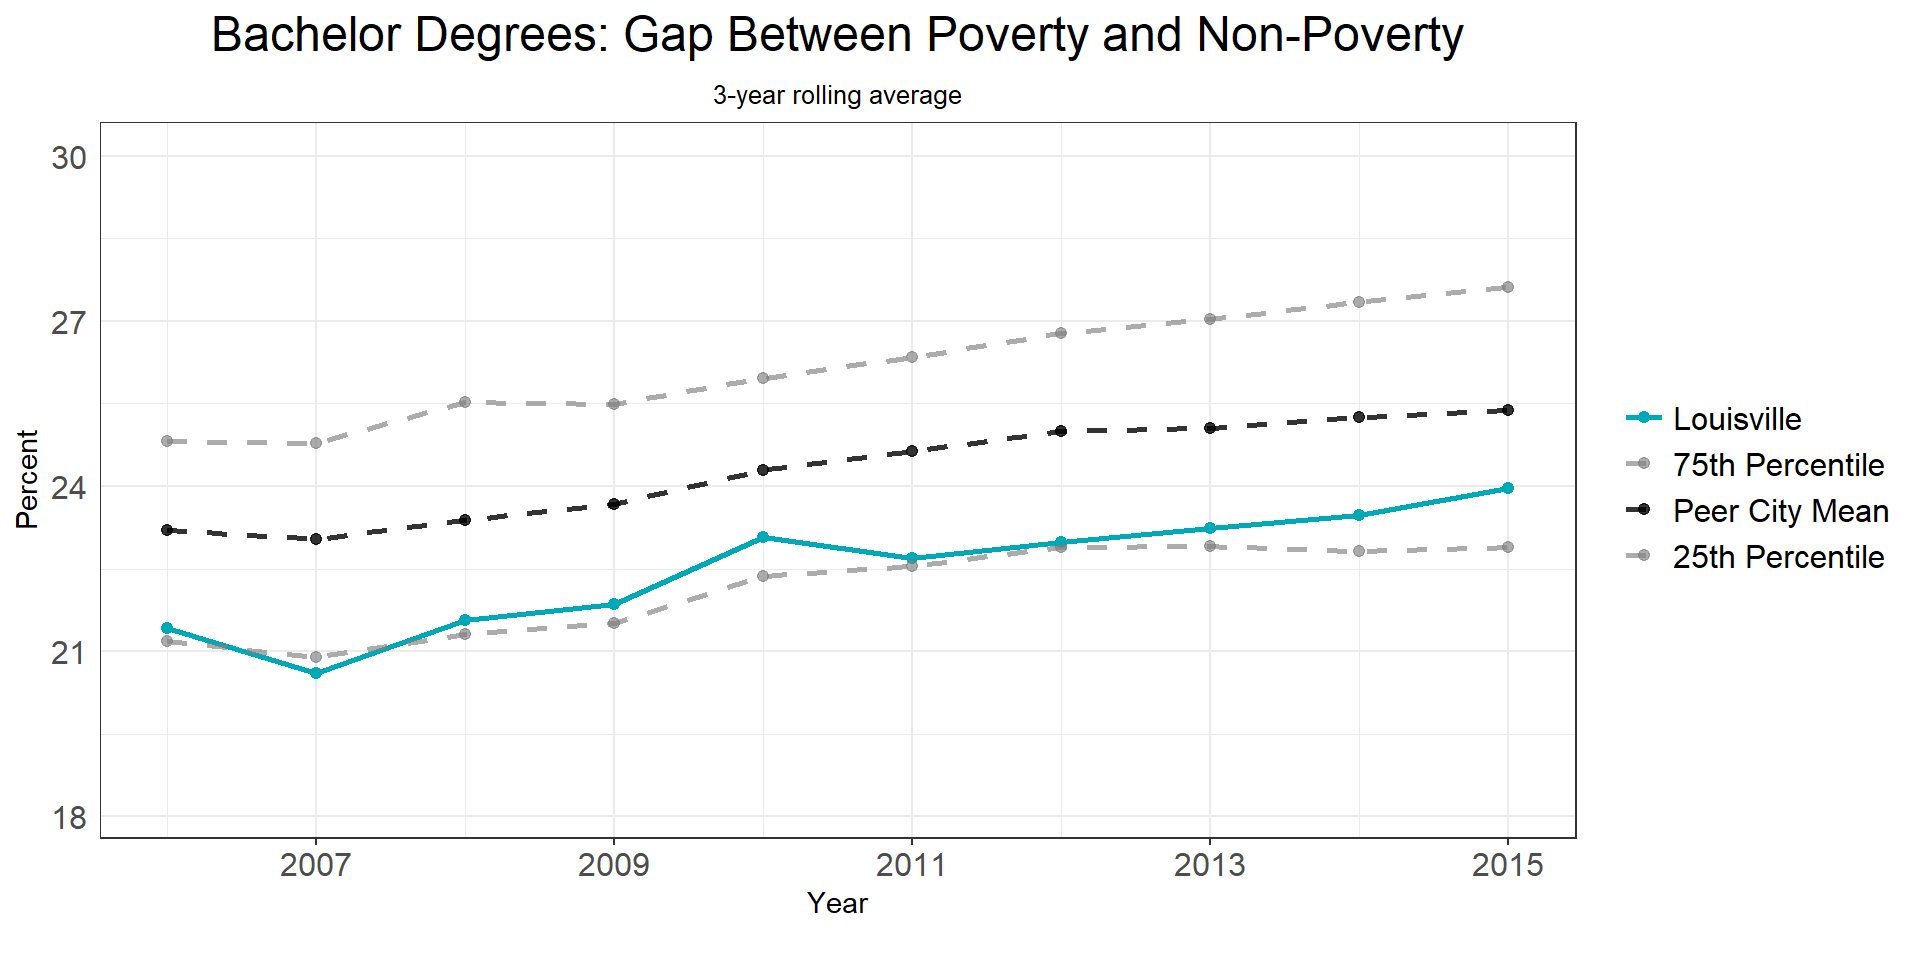 Bachelor Degrees: Gap Between Poverty and Non-Poverty
3-year rolling average
30
27
24
21
18
Percent
2007 2009 2011 2013 2015
Year
Louisville
75th Percentile
Peer City Mean
25th Percentile